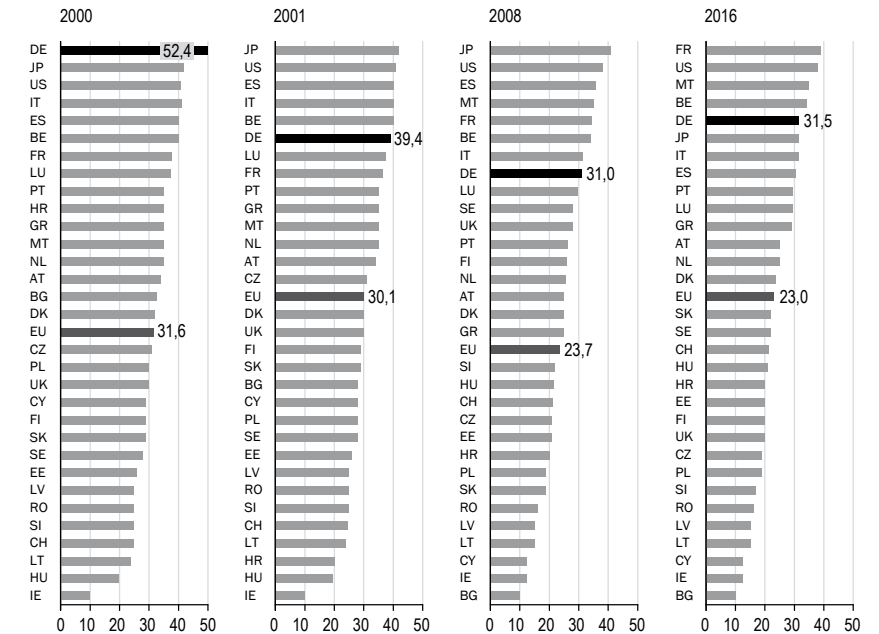 2000
DE 52,4
JP
US
IT
ES
BE
FR
LU
PT
HR
GR
MT
NL
AT
BG
DK
EU 31,6
CZ
PL
UK
CY
FI
SK
SE
EE
LV
RO
SI
CH
LT
HU
IE
0 10 20 30 40 50
2001
JP
US
ES
IT
BE
DE 39,4
LU
FR
PT
GR
MT
NL
AT
CZ
EU 30,1
DK
UK
FI
SK
BG
CY
PL
SE
EE
LV
RO
SI
CH
LT
HR
HU
IE
0 10 20 30 40 50
2008
JP
US
ES
MT
FR
BE
IT
DE 31,0
LU
SE
UK
PT
FI
NL
AT
DK
GR
EU 23,7
SI
HU
CH
CZ
EE
HR
PL
SK
RO
LV
LT
CY
IE
BG
0 10 20 30 40 50
2016
FR
US
MT
BE
DE 31,5
JP
IT
ES
PT
LU
GR
AT
NL
DK
EU 23,0
SK
SE
CH
HU
HR
EE
FI
UK
CZ
PL
SI
RO
LV
LT
CY
IE
BG
0 10 20 30 40 50